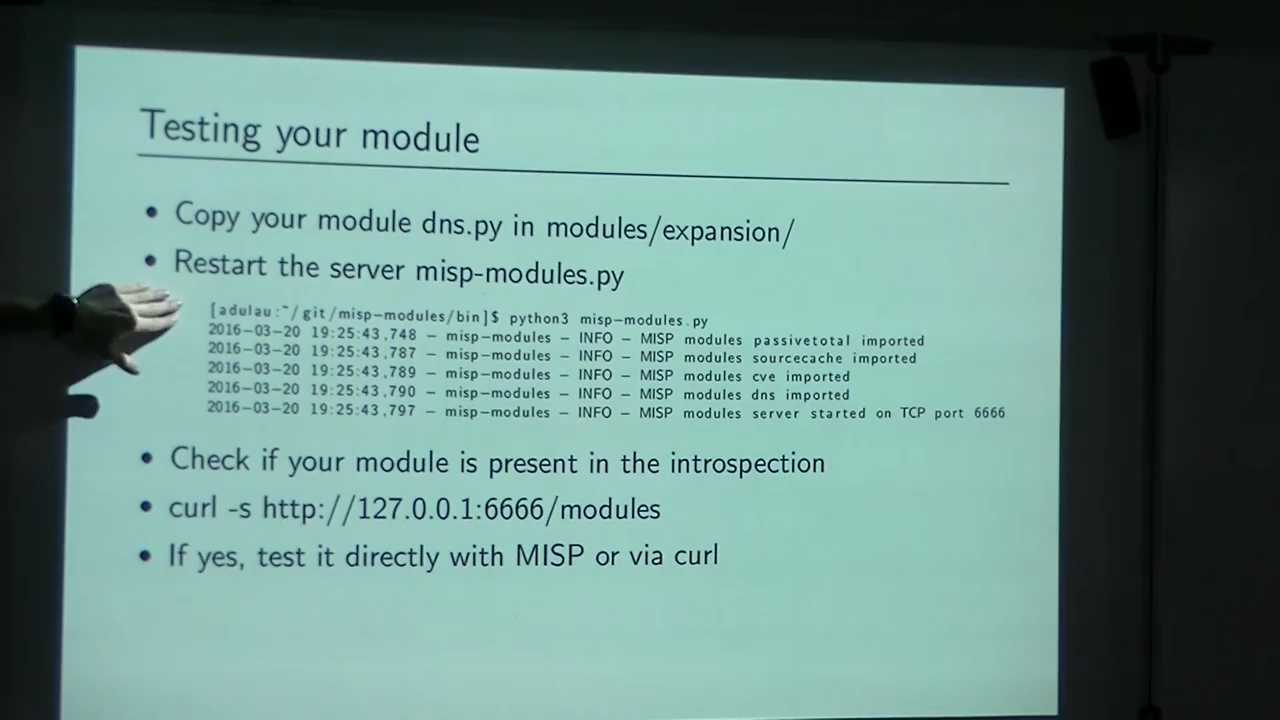 Testing your module
• Copy your module dns.py in modules/expansion/
• Restart the server misp-modules.py
[adulau:~/git/misp-modules/bin]$ python3 misp-modules.py
2016-03-20 19:25:43,748 - misp-modules - INFO - MISP modules passivetotal imported
2016-03-20 19:25:43,787 - misp-modules - INFO - MISP modules sourcecache imported
2016-03-20 19:25:43,789 - misp-modules - INFO - MISP modules cve imported
2016-03-20 19:25:43,790 - misp-modules - INFO - MISP modules dns imported
2016-03-20 19:25:43,797 - misp-modules - INFO - MISP modules server started on TCP port 6666
• Check if your module is present in the introspection
• curl -s http://127.0.0.1:6666/modules
• If yes, test it directly with MISP or via curl